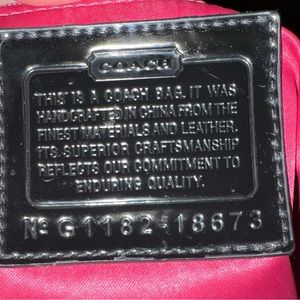 COACH
THIS IS A COACH BAG. IT WAS
HANDCRAFTED IN CHINA FROM THE
FINEST MATERIALS AND LEATHER.
ITS SUPERIOR CRAFTSMANSHIP
REFLECTS OUR COMMITMENT TO
ENDURING QUALITY.
Nº G1182-18673